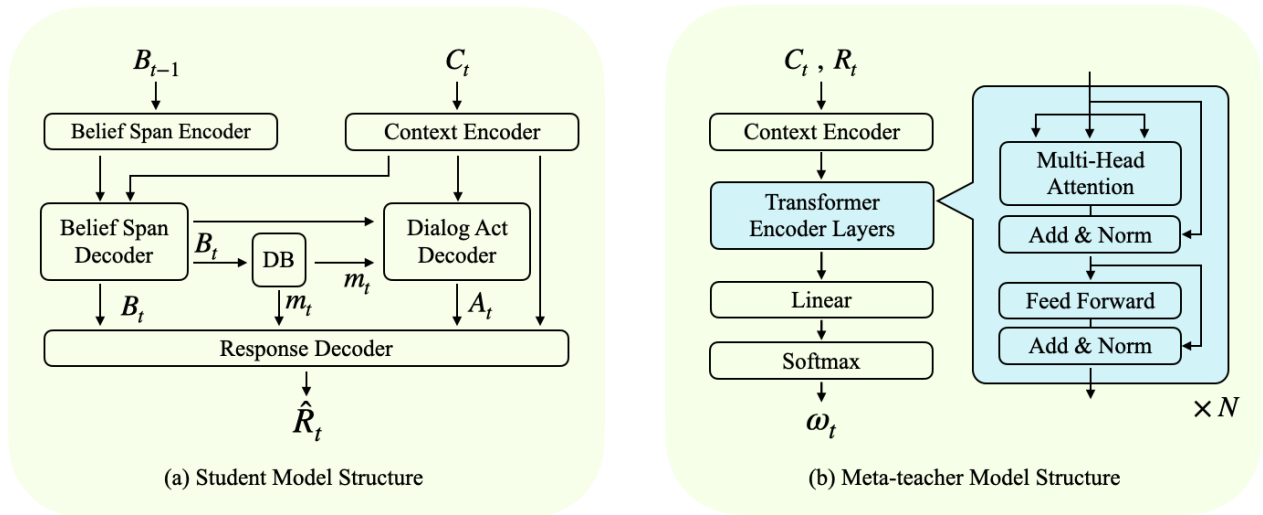 B_{t−1}
C_t
Belief Span Encoder
Context Encoder
Belief Span
Decoder
B_t
DB
m_t
Dialog Act
Decoder
B_t
m_t
A_t
Response Decoder
R̂_t
(a) Student Model Structure
C_t , R_t
Context Encoder
Transformer
Encoder Layers
Linear
Softmax
ω_t
Multi-Head
Attention
Add & Norm
Feed Forward
Add & Norm
× N
(b) Meta-teacher Model Structure